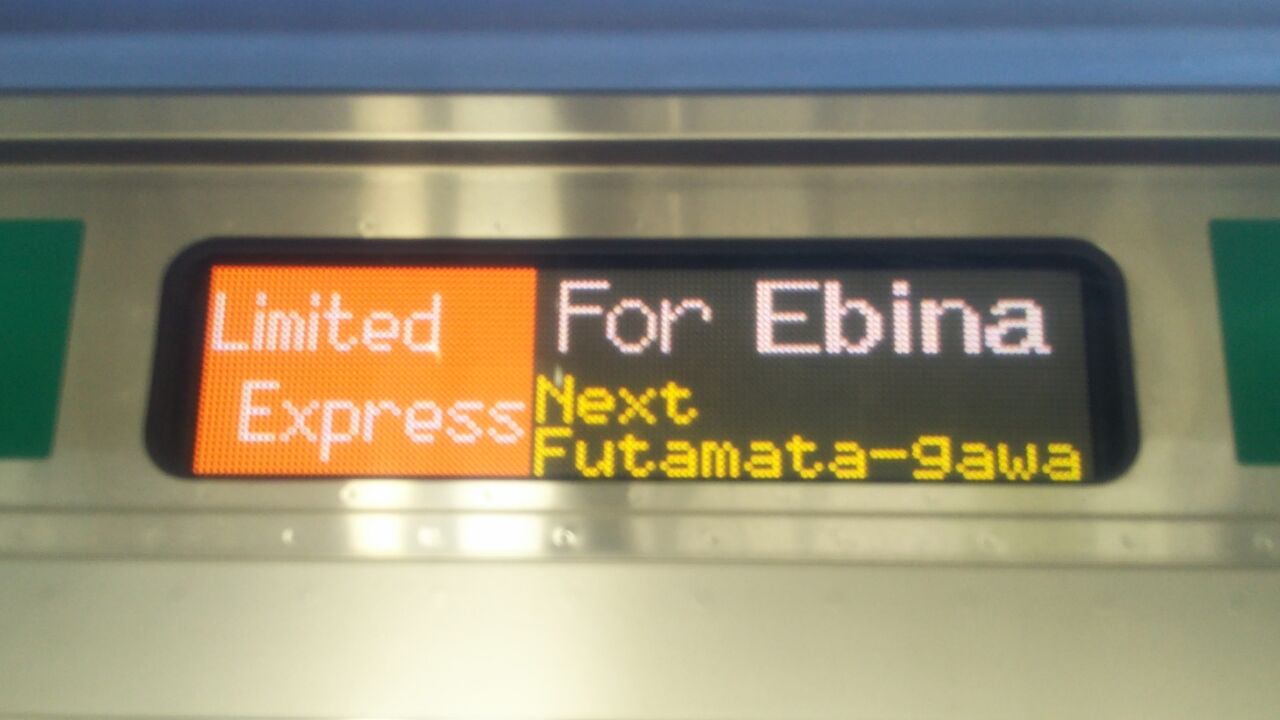 Limited
Express
For Ebina
Next
Futamata-gawa